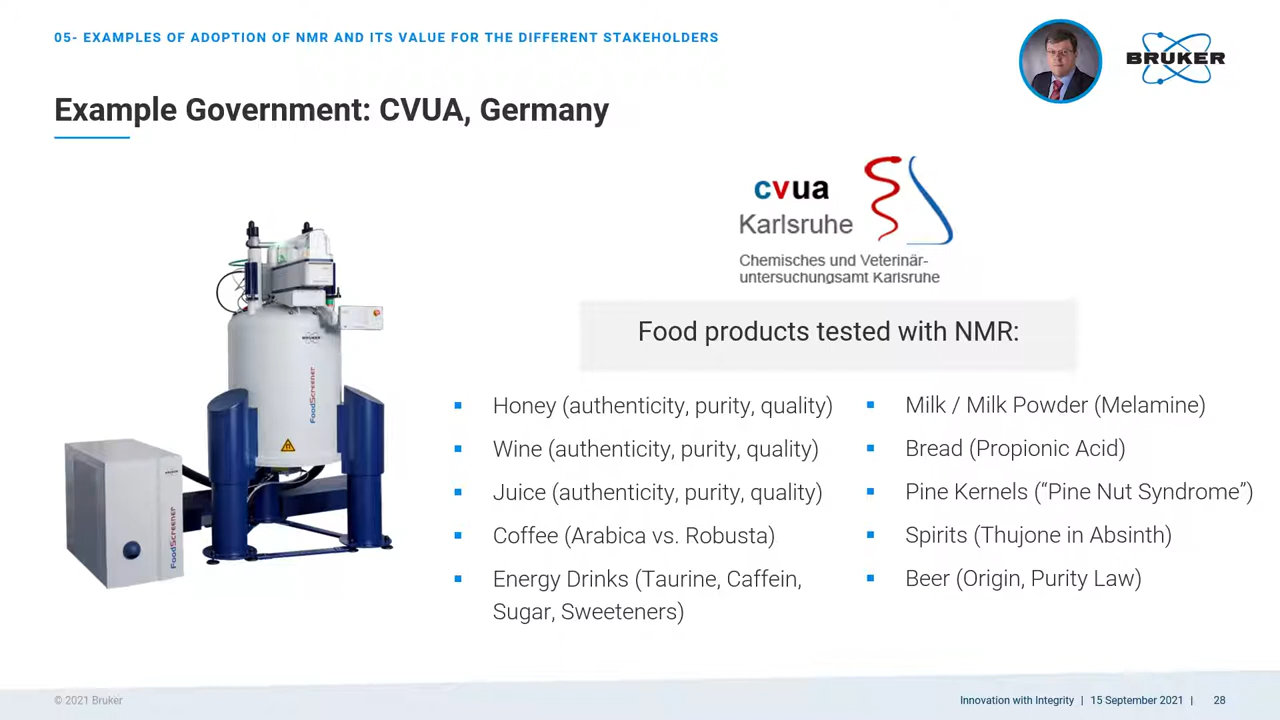 05- EXAMPLES OF ADOPTION OF NMR AND ITS VALUE FOR THE DIFFERENT STAKEHOLDERS
BRUKER
Example Government: CVUA, Germany
cvua
Karlsruhe
Chemisches und Veterinär-
untersuchungsamt Karlsruhe
Food products tested with NMR:
BRUKER
FoodScreener
BRUKER
FoodScreener
Honey (authenticity, purity, quality)
Wine (authenticity, purity, quality)
Juice (authenticity, purity, quality)
Coffee (Arabica vs. Robusta)
Energy Drinks (Taurine, Caffein,
Sugar, Sweeteners)
Milk / Milk Powder (Melamine)
Bread (Propionic Acid)
Pine Kernels (“Pine Nut Syndrome”)
Spirits (Thujone in Absinth)
Beer (Origin, Purity Law)
© 2021 Bruker
Innovation with Integrity | 15 September 2021 | 28